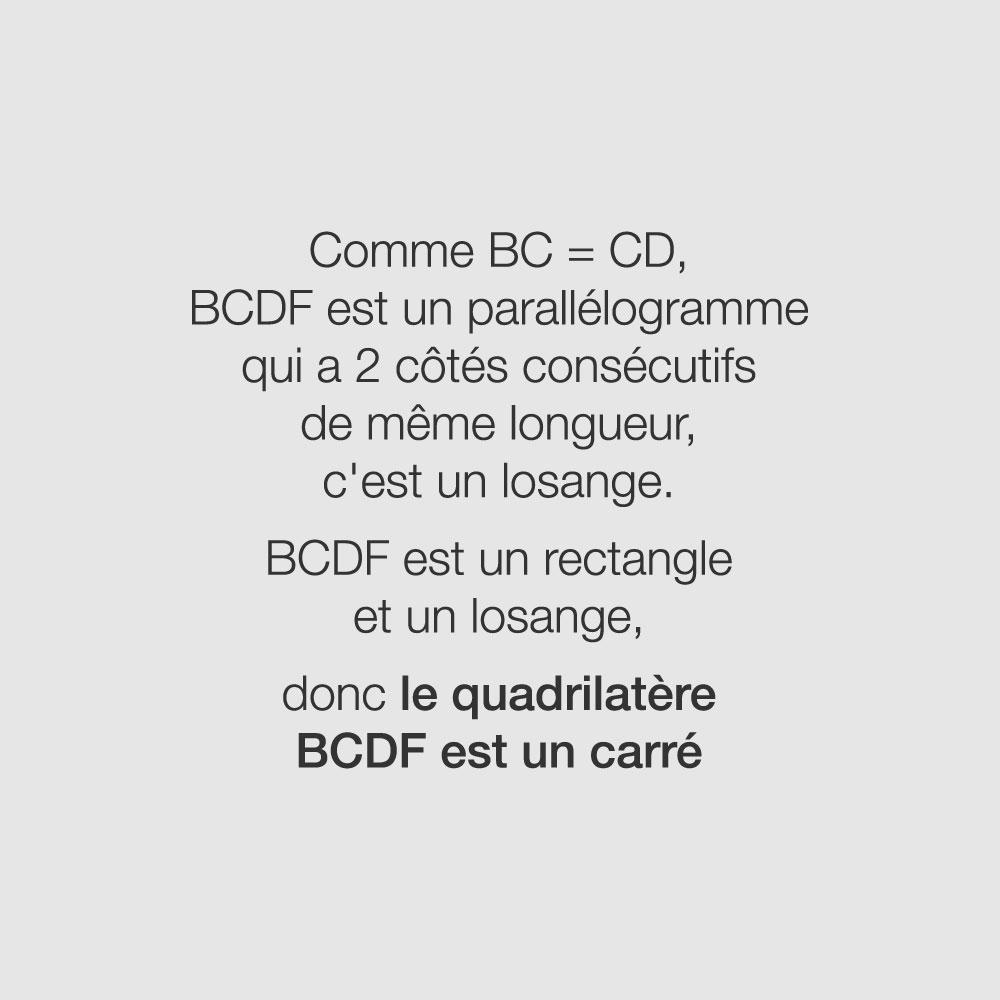 Comme BC = CD,
BCDF est un parallélogramme
qui a 2 côtés consécutifs
de même longueur,
c'est un losange.
BCDF est un rectangle
et un losange,
donc le quadrilatère
BCDF est un carré